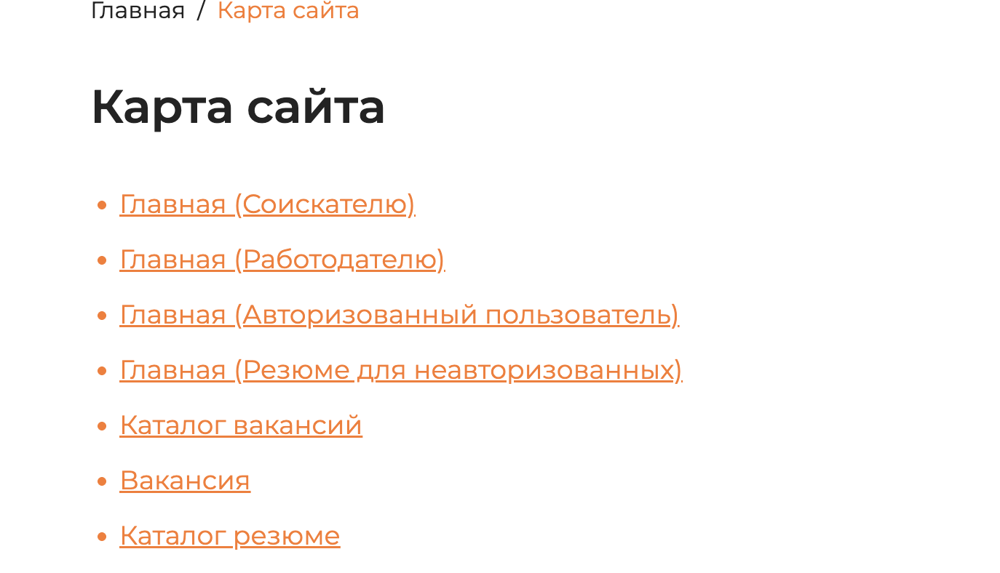 Главная / Карта сайта
Карта сайта
Главная (Соискателю)
Главная (Работодателю)
Главная (Авторизованный пользователь)
Главная (Резюме для неавторизованных)
Каталог вакансий
Вакансия
Каталог резюме